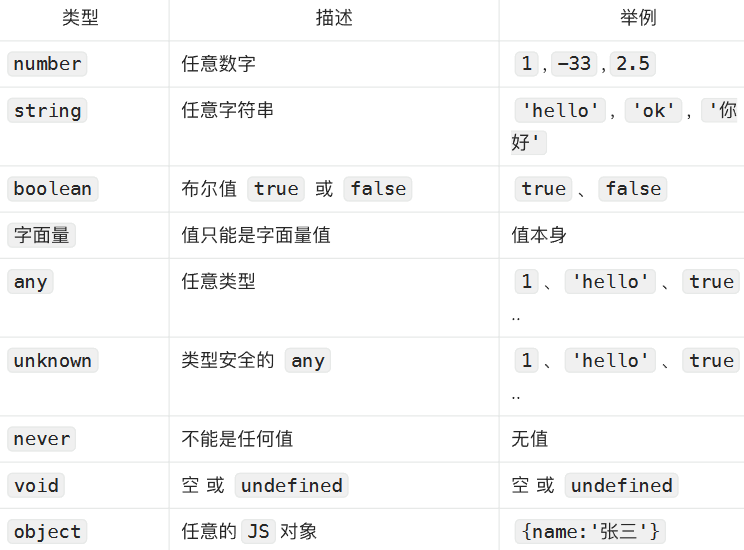 类型 描述 举例
number 任意数字 1 , -33 , 2.5
string 任意字符串 'hello' , 'ok' , '你
好'
boolean 布尔值 true 或 false true 、 false
字面量 值只能是字面量值 值本身
any 任意类型 1 、 'hello' 、 true
..
unknown 类型安全的 any 1 、 'hello' 、 true
..
never 不能是任何值 无值
void 空 或 undefined 空 或 undefined
object 任意的 JS 对象 {name:'张三'}